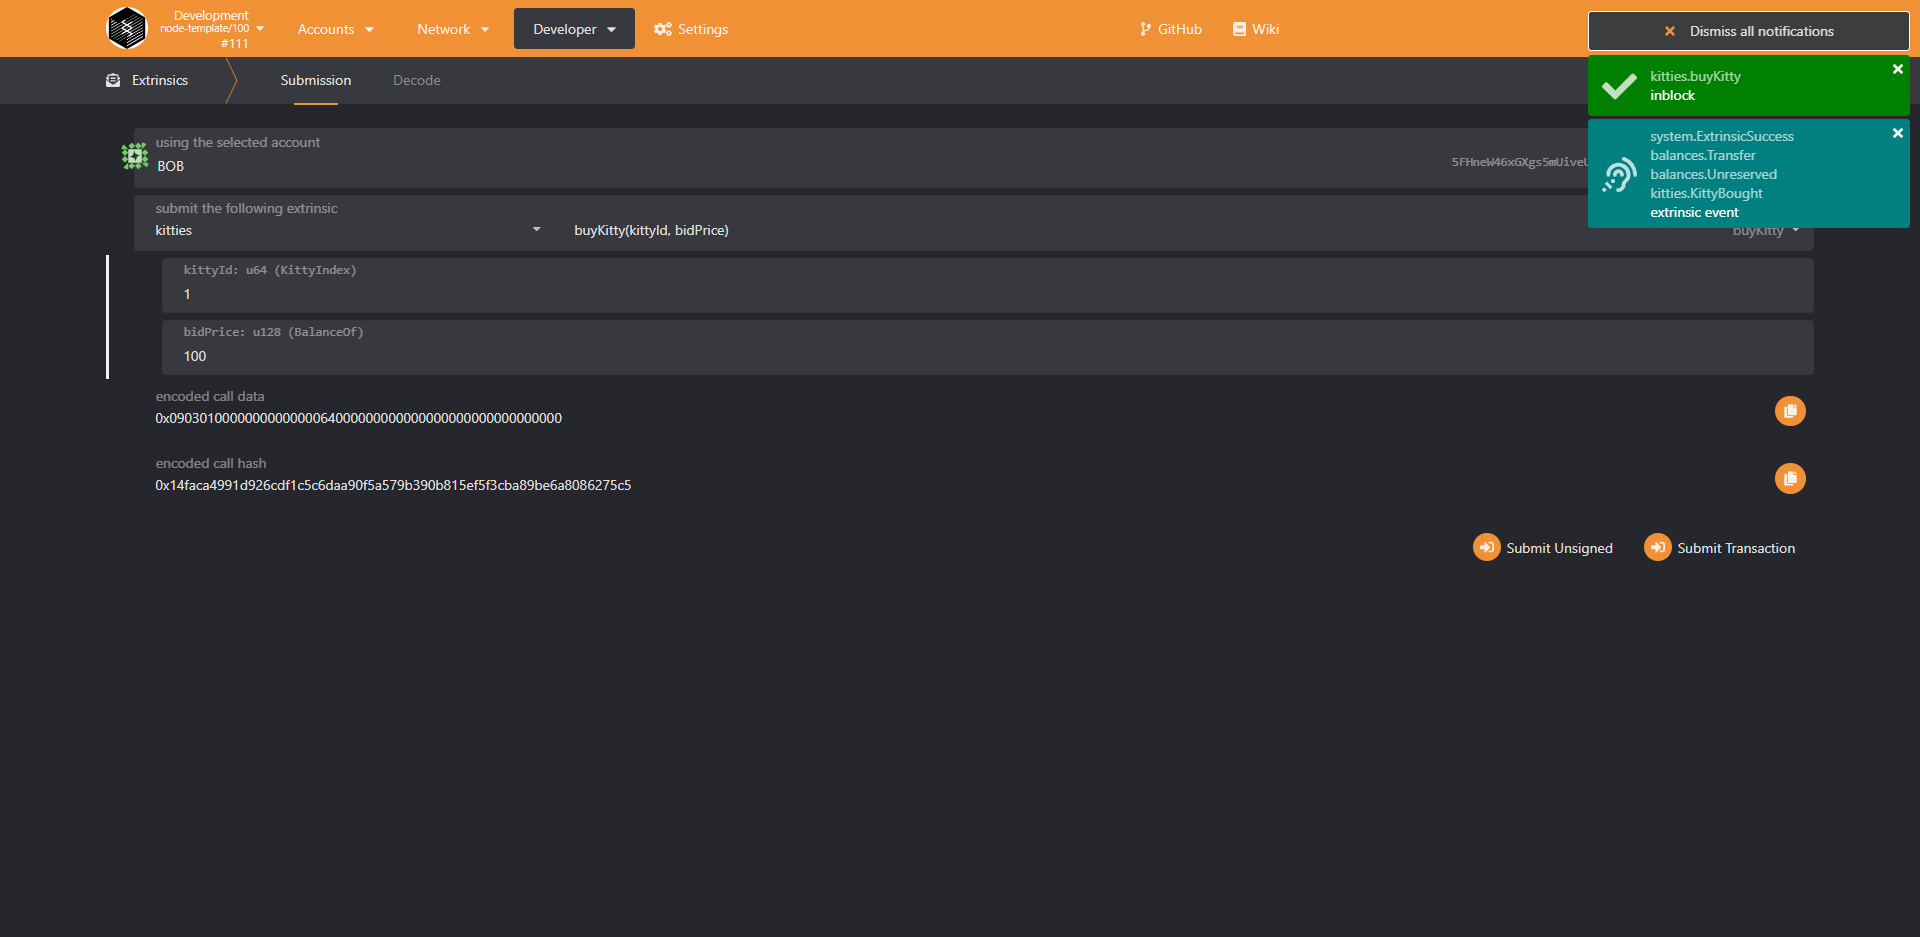 Development
node-template/100
#111
Accounts
Network
Developer
Settings
GitHub
Wiki
Dismiss all notifications
Extrinsics
Submission
Decode
kitties.buyKitty
inblock
system.ExtrinsicSuccess
balances.Transfer
balances.Unreserved
kitties.KittyBought
extrinsic event
using the selected account
BOB
5FHneW46xGXgs5mUiveU
submit the following extrinsic
kitties
buyKitty(kittyId, bidPrice)
buyKitty
kittyId: u64 (KittyIndex)
1
bidPrice: u128 (BalanceOf)
100
encoded call data
0x0903010000000000000064000000000000000000000000000000
encoded call hash
0x14faca4991d926cdf1c5c6daa90f5a579b390b815ef5f3cba89be6a8086275c5
Submit Unsigned
Submit Transaction